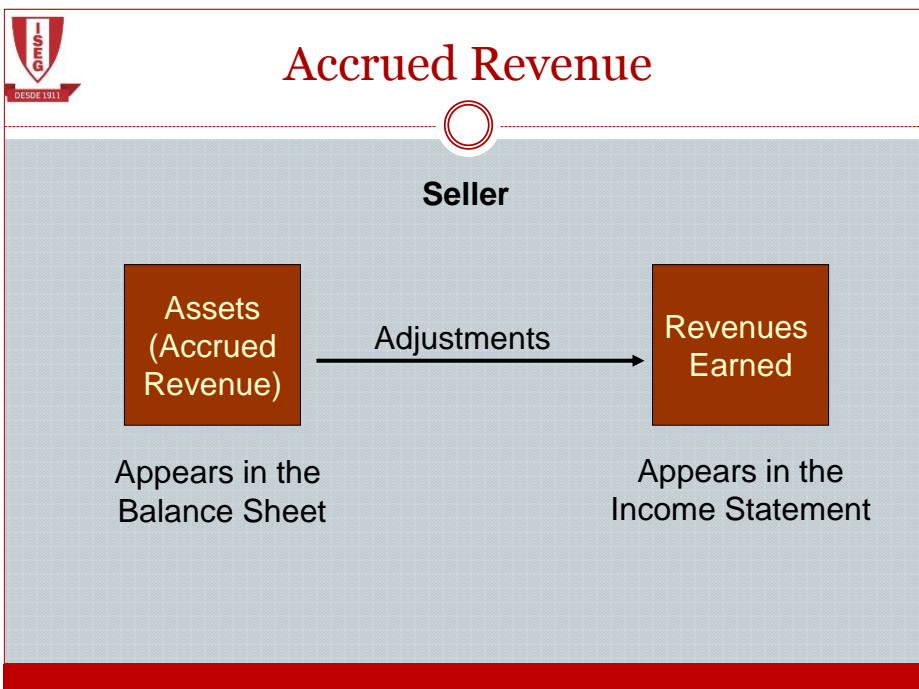 ISEG
DESDE 1911
Accrued Revenue
Seller
Assets
(Accrued
Revenue)
Adjustments
Revenues
Earned
Appears in the
Balance Sheet
Appears in the
Income Statement